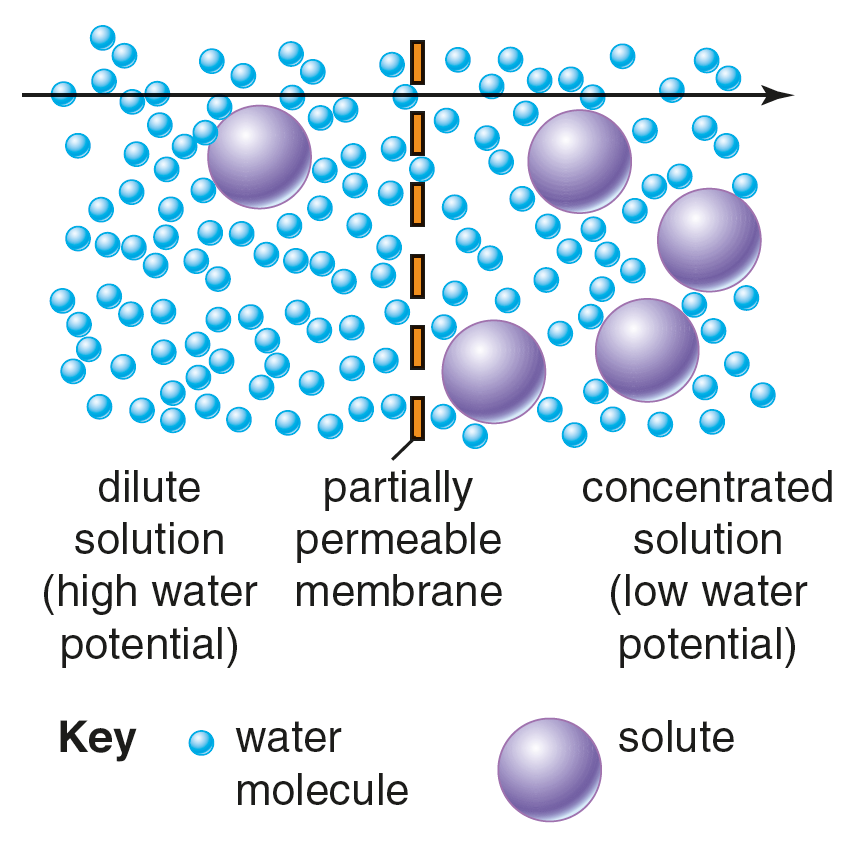 dilute
solution
(high water
potential)
partially
permeable
membrane
concentrated
solution
(low water
potential)
Key
water
molecule
solute